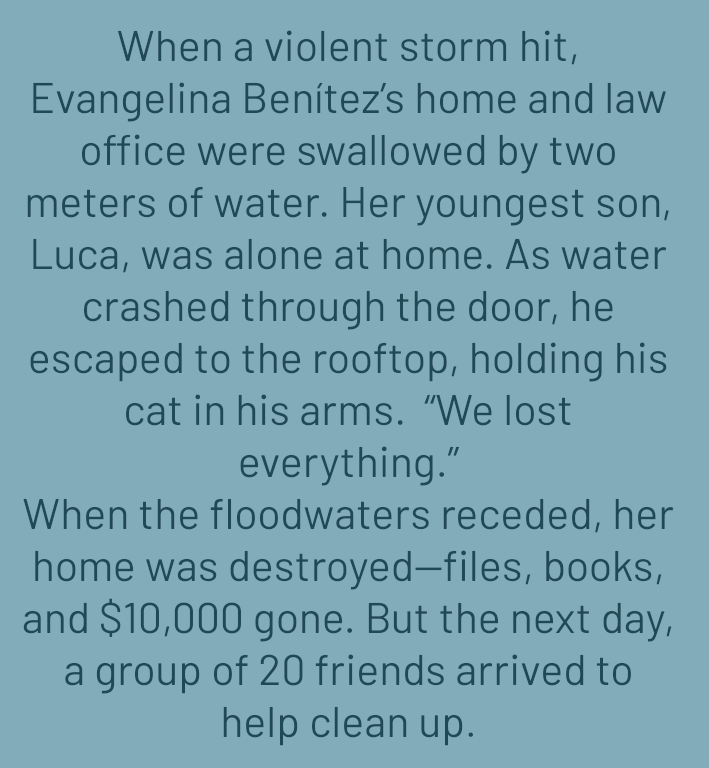 When a violent storm hit,
Evangelina Benítez’s home and law
office were swallowed by two
meters of water. Her youngest son,
Luca, was alone at home. As water
crashed through the door, he
escaped to the rooftop, holding his
cat in his arms.  “We lost
everything.”
When the floodwaters receded, her
home was destroyed—files, books,
and $10,000 gone. But the next day,
a group of 20 friends arrived to
help clean up.